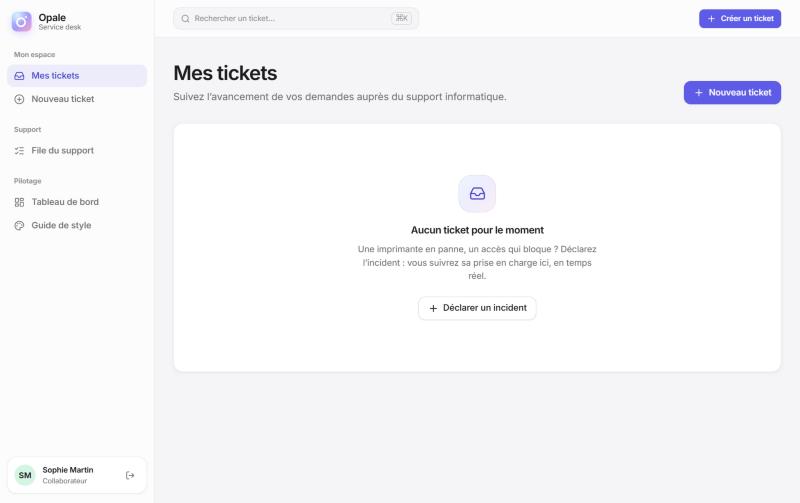 Opale
Service desk
Mon espace
Mes tickets
Nouveau ticket
Support
File du support
Pilotage
Tableau de bord
Guide de style
SM
Sophie Martin
Collaborateur
Rechercher un ticket...
⌘K
Créer un ticket
Mes tickets
Suivez l’avancement de vos demandes auprès du support informatique.
Nouveau ticket
Aucun ticket pour le moment
Une imprimante en panne, un accès qui bloque ? Déclarez
l’incident : vous suivrez sa prise en charge ici, en temps
réel.
Déclarer un incident